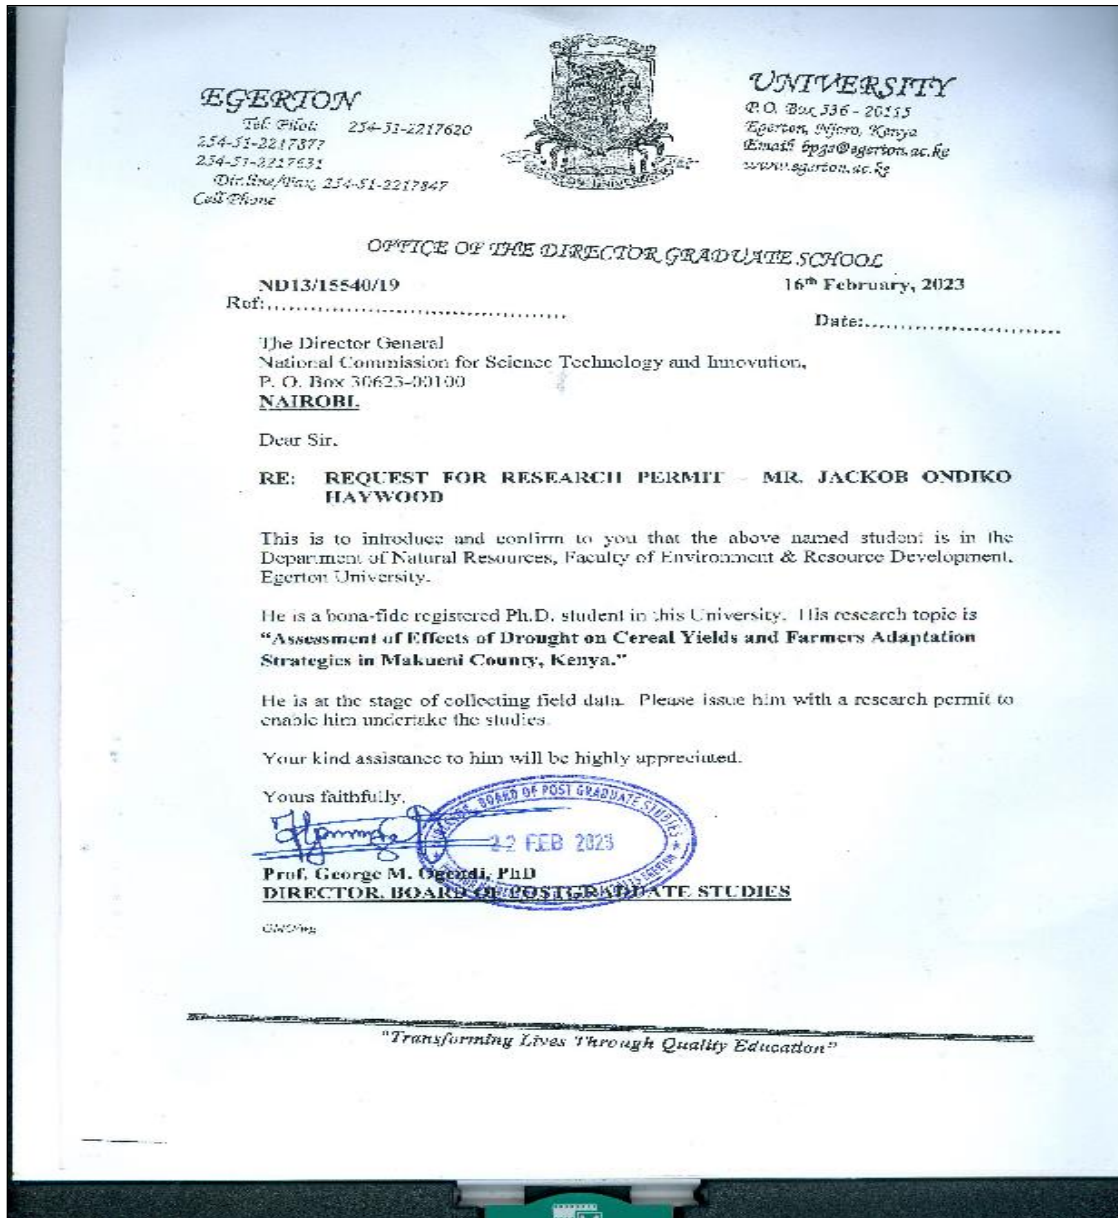 EGERTON
UNIVERSITY
Tel: Pilot: 254-51-2217620
254-51-2217877
254-51-2217631
Dir.line/Fax, 254-51-2217847
Cell Phone
P.O. Box 536 - 20115
Egerton, Njoro, Kenya
Email: bpgs@egerton.ac.ke
www.egerton.ac.ke
OFFICE OF THE DIRECTOR GRADUATE SCHOOL
ND13/15540/19
16th February, 2023
Ref:........................................
Date:...........................
The Director General
National Commission for Science Technology and Innovation,
P. O. Box 30623-00100
NAIROBI.
Dear Sir,
RE: REQUEST FOR RESEARCH PERMIT – MR. JACKOB ONDIKO
HAYWOOD
This is to introduce and confirm to you that the above named student is in the
Department of Natural Resources, Faculty of Environment & Resource Development,
Egerton University.
He is a bona-fide registered Ph.D. student in this University. His research topic is
“Assessment of Effects of Drought on Cereal Yields and Farmers Adaptation
Strategies in Makueni County, Kenya.”
He is at the stage of collecting field data. Please issue him with a research permit to
enable him undertake the studies.
Your kind assistance to him will be highly appreciated.
Yours faithfully,
BOARD OF POST GRADUATE STUDIES
22 FEB 2023
Prof. George M. Ogendi, PhD
DIRECTOR, BOARD OF POSTGRADUATE STUDIES
"Transforming Lives Through Quality Education"